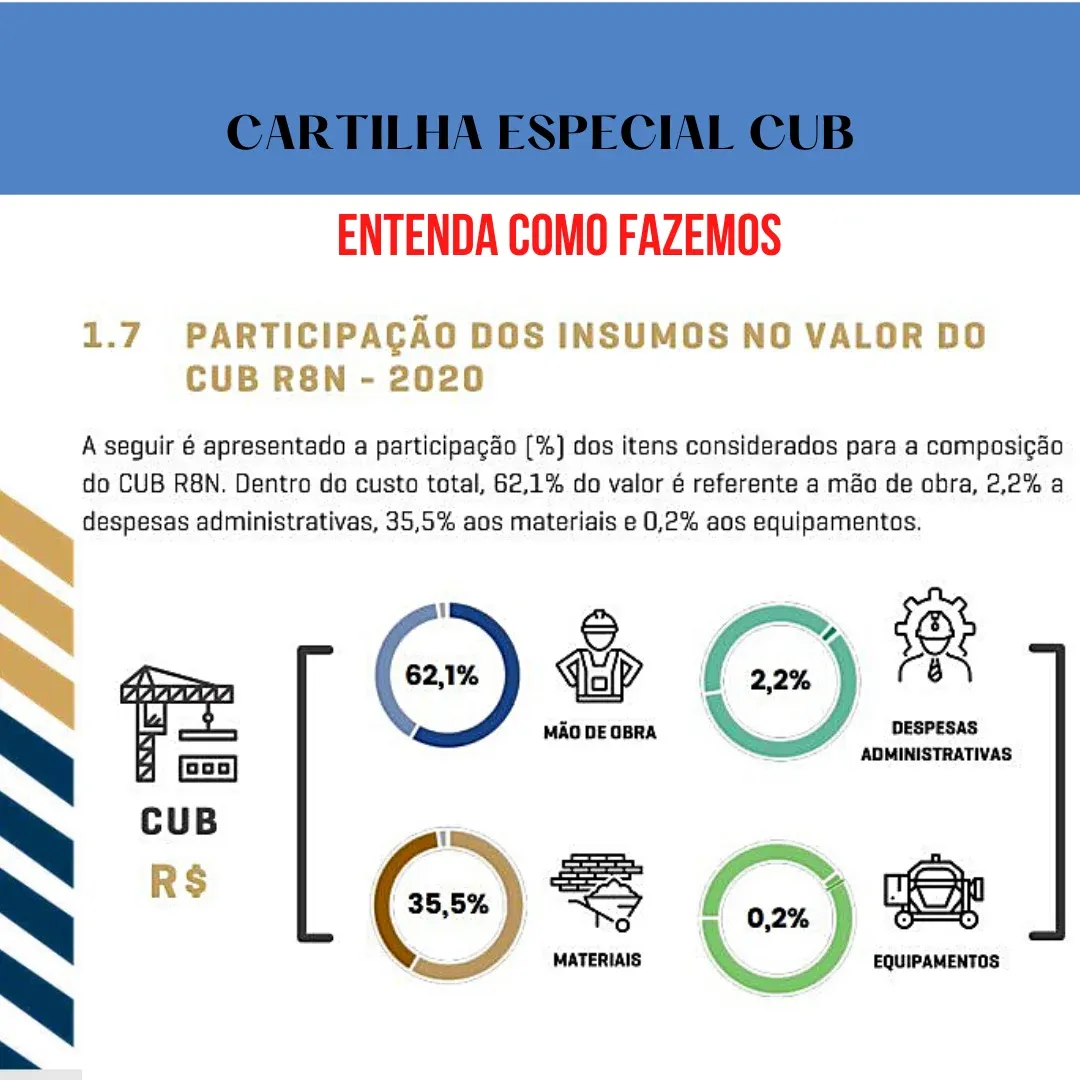 CARTILHA ESPECIAL CUB
ENTENDA COMO FAZEMOS
1.7 PARTICIPAÇÃO DOS INSUMOS NO VALOR DO
CUB R8N - 2020
A seguir é apresentado a participação (%) dos itens considerados para a composição
do CUB R8N. Dentro do custo total, 62,1% do valor é referente a mão de obra, 2,2% a
despesas administrativas, 35,5% aos materiais e 0,2% aos equipamentos.
62,1%
MÃO DE OBRA
2,2%
DESPESAS
ADMINISTRATIVAS
CUB
R$
35,5%
MATERIAIS
0,2%
EQUIPAMENTOS